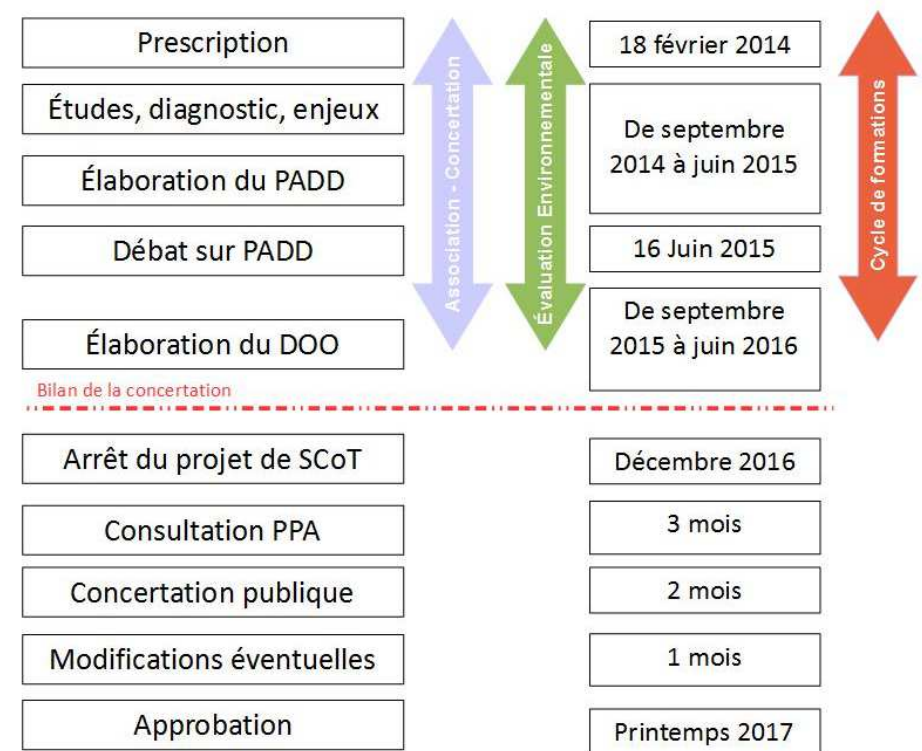 Prescription
Études, diagnostic, enjeux
Élaboration du PADD
Débat sur PADD
Élaboration du DOO
Association - Concertation
Évaluation Environnementale
18 février 2014
De septembre
2014 à juin 2015
16 Juin 2015
De septembre
2015 à juin 2016
Cycle de formations
Bilan de la concertation
Arrêt du projet de SCoT
Décembre 2016
Consultation PPA
3 mois
Concertation publique
2 mois
Modifications éventuelles
1 mois
Approbation
Printemps 2017